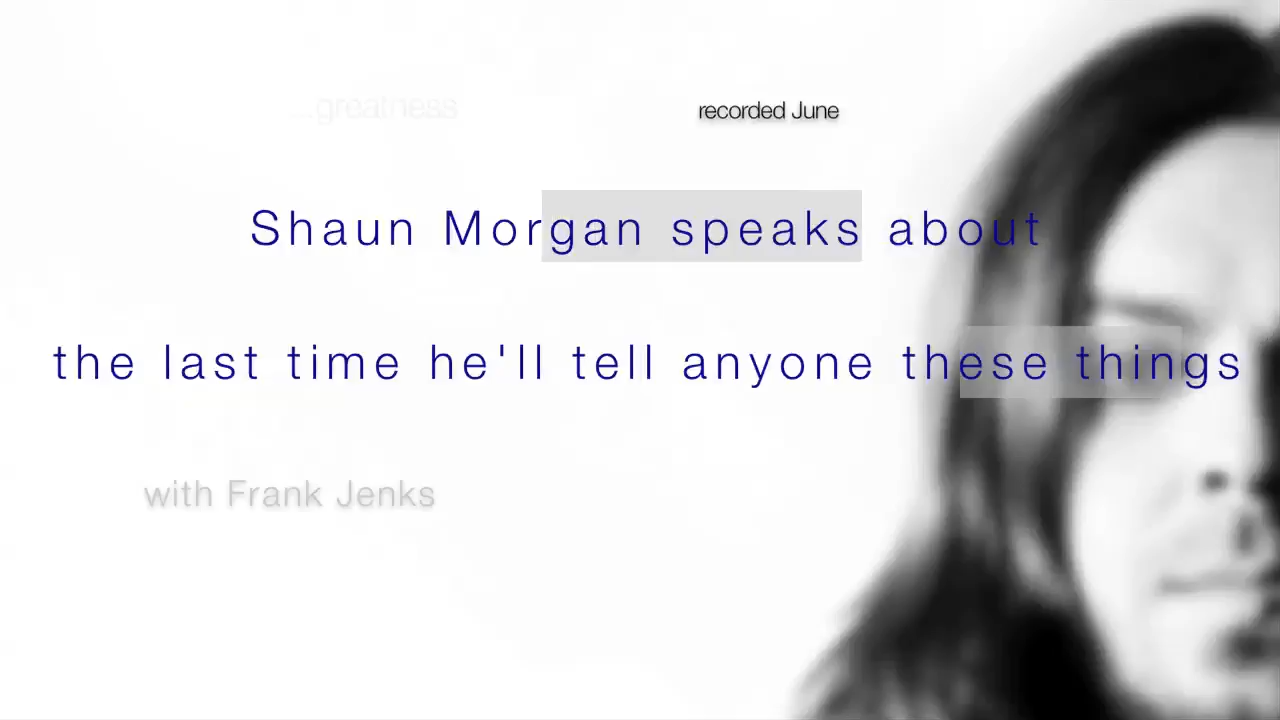 ...greatness
recorded June
Shaun Morgan speaks about
the last time he'll tell anyone these things
with Frank Jenks